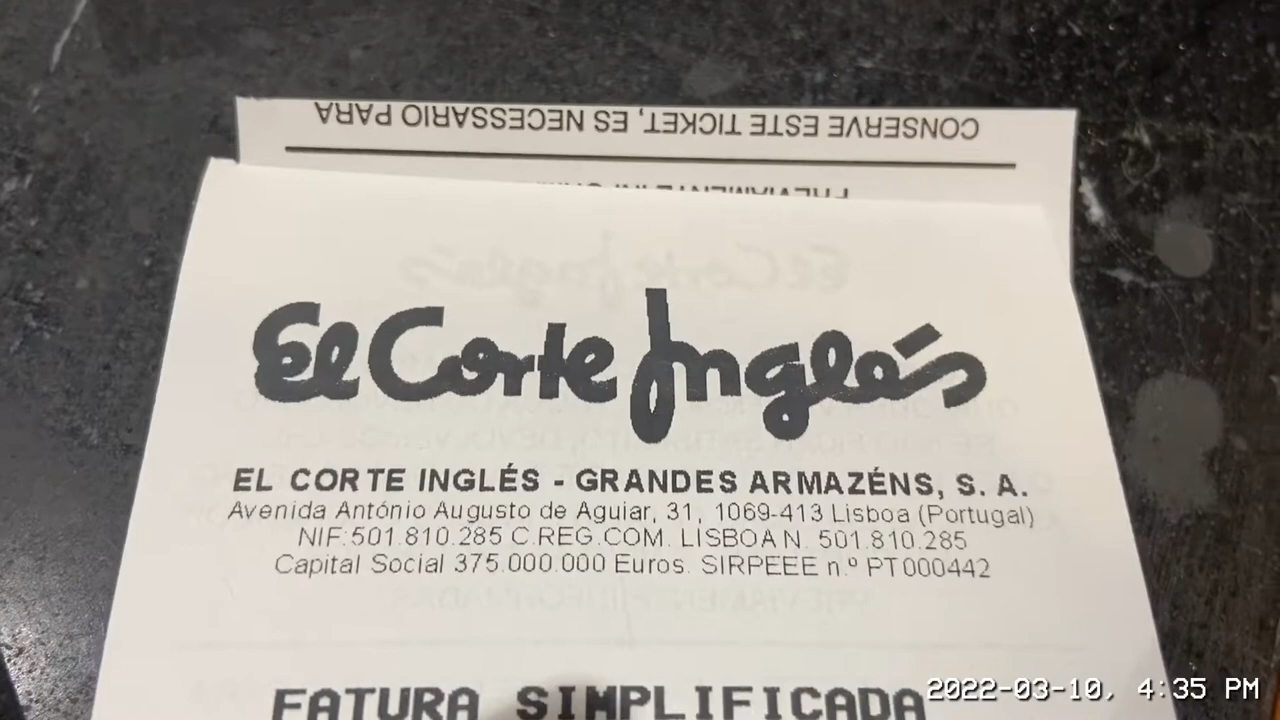 CONSERVE ESTE TICKET, ES NECESSARIO PARA
El Corte Inglés
EL CORTE INGLÉS - GRANDES ARMAZÉNS, S. A.
Avenida António Augusto de Aguiar, 31, 1069-413 Lisboa (Portugal)
NIF:501.810.285 C.REG.COM. LISBOA N. 501.810.285
Capital Social 375.000.000 Euros. SIRPEEE n.º PT000442
FATURA SIMPLIFICADA
2022-03-10, 4:35 PM